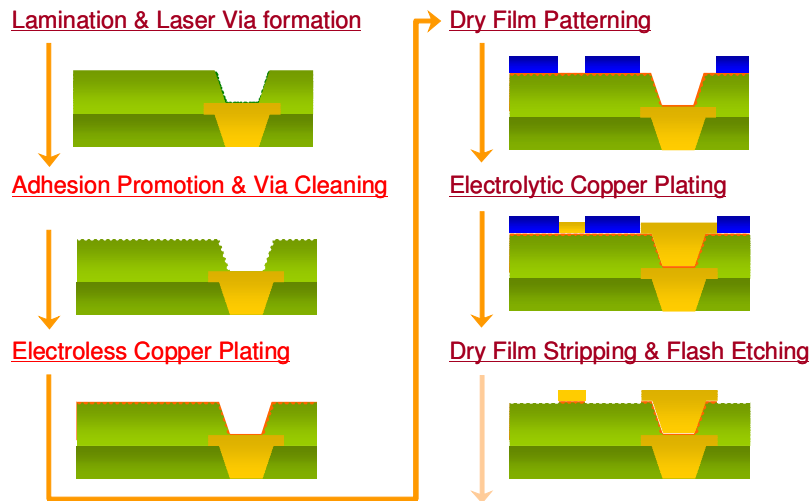 Lamination & Laser Via formation
Adhesion Promotion & Via Cleaning
Electroless Copper Plating
Dry Film Patterning
Electrolytic Copper Plating
Dry Film Stripping & Flash Etching